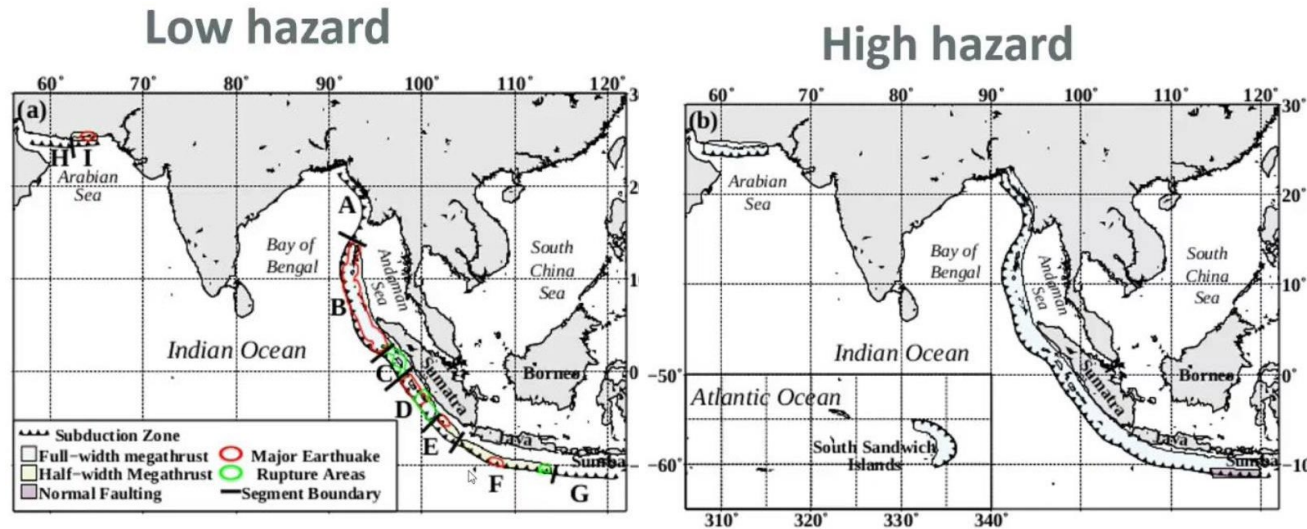 Low hazard
High hazard
60° 70° 80° 90° 100° 110° 120°
3
(a)
H I
Arabian
Sea
2
A
Bay of
Bengal
Andaman
Sea
South
China
Sea
1
B
Indian Ocean
C
Sumatra
Borneo
0
D
E
Java
Sumba
F
G
Subduction Zone
Full-width megathrust
Major Earthuake
Half-width Megathrust
Rupture Areas
Normal Faulting
Segment Boundary
60° 70° 80° 90° 100° 110° 120°
30°
(b)
Arabian
Sea
20°
Bay of
Bengal
Andaman
Sea
South
China
Sea
10°
Indian Ocean
-50°
0°
Sumatra
Borneo
Atlantic Ocean
Java
South Sandwich
Islands
Sumba
-60°
-10
310° 320° 330° 340°